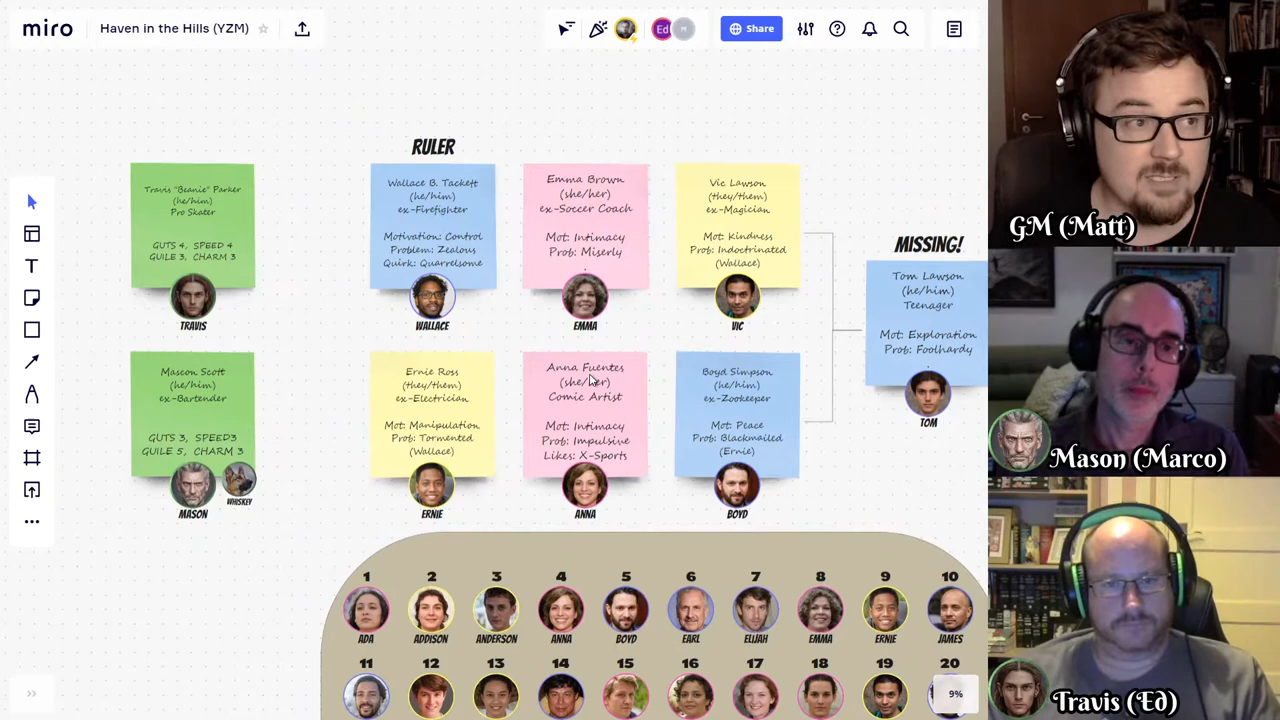 miro
Haven in the Hills (YZM)
Ed
M
Share
RULER
Travis "Beanie" Parker
(he/him)
Pro Skater
GUTS 4, SPEED 4
GUILE 3, CHARM 3
TRAVIS
Wallace B. Tackett
(he/him)
ex-Firefighter
Motivation: Control
Problem: Zealous
Quirk: Quarrelsome
WALLACE
Emma Brown
(she/her)
ex-Soccer Coach
Mot: Intimacy
Prob: Miserly
EMMA
Vic Lawson
(they/them)
ex-Magician
Mot: Kindness
Prob: Indoctrinated
(Wallace)
VIC
MISSING!
Tom Lawson
(he/him)
Teenager
Mot: Exploration
Prob: Foolhardy
TOM
Mason Scott
(he/him)
ex-Bartender
GUTS 3, SPEED3
GUILE 5, CHARM 3
MASON
WHISKEY
Ernie Ross
(they/them)
ex-Electrician
Mot: Manipulation
Prob: Tormented
(Wallace)
ERNIE
Anna Fuentes
(she/her)
Comic Artist
Mot: Intimacy
Prob: Impulsive
Likes: X-Sports
ANNA
Boyd Simpson
(he/him)
ex-Zookeeper
Mot: Peace
Prob: Blackmailed
(Ernie)
BOYD
1 2 3 4 5 6 7 8 9 10
ADA ADDISON ANDERSON ANNA BOYD EARL ELIJAH EMMA ERNIE JAMES
11 12 13 14 15 16 17 18 19 20
9%
GM (Matt)
Mason (Marco)
Travis (Ed)